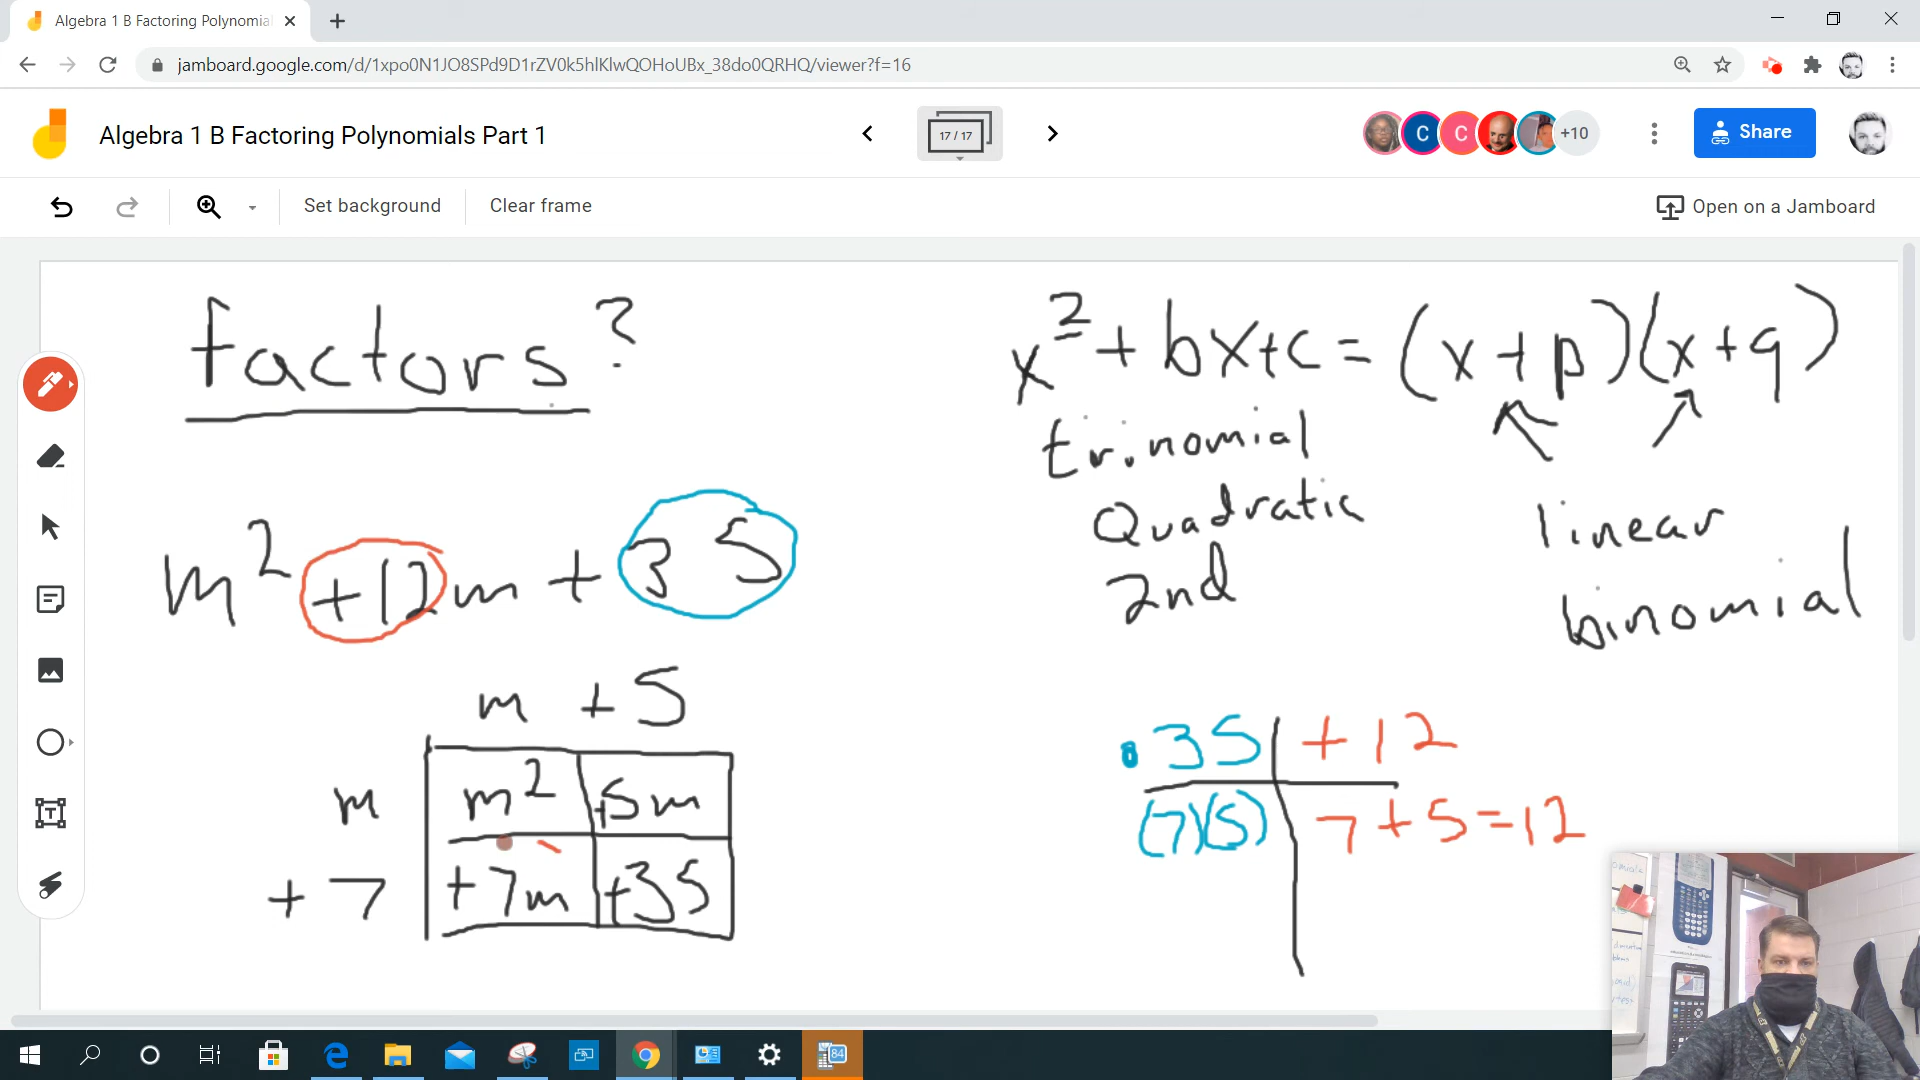 Algebra 1 B Factoring Polynomia
jamboard.google.com/d/1xpo0N1JO8SPd9D1rZV0k5hlKlwQOHoUBx_38do0QRHQ/viewer?f=16
Algebra 1 B Factoring Polynomials Part 1
17 / 17
C C +10
Share
Set background
Clear frame
Open on a Jamboard
factors?
x² + bx+c = (x + p)(x + q)
trinomial
Quadratic
2nd
linear
binomial
m² +12m + 35
m + 5
m
m² +5m
+ 7
+7m +35
• 35 + 12
(7)(5) 7 + 5 = 12
84